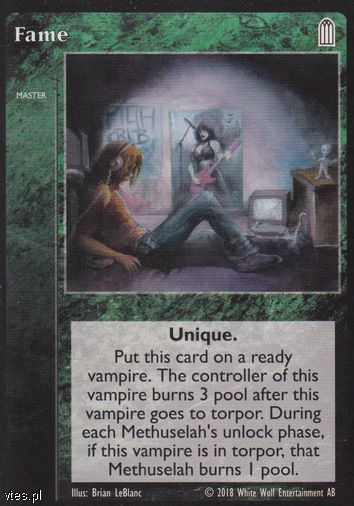 Fame
MASTER
FILTH
CRIB
Unique.
Put this card on a ready
vampire. The controller of this
vampire burns 3 pool after this
vampire goes to torpor. During
each Methuselah's unlock phase,
if this vampire is in torpor, that
Methuselah burns 1 pool.
vtes.pl
Illus: Brian LeBlanc
© 2018 White Wolf Entertainment AB